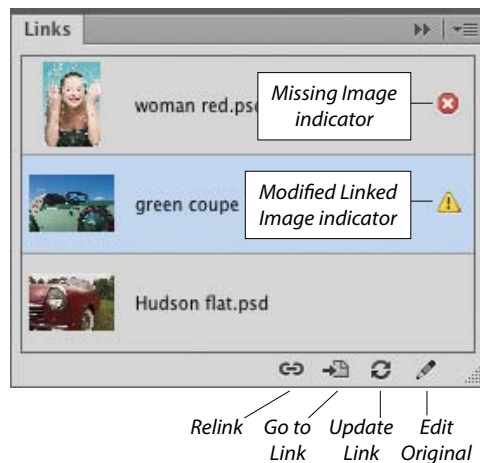 Links
woman red.ps
Missing Image
indicator
green coupe
Modified Linked
Image indicator
Hudson flat.psd
Relink Go to Update Edit
Link Link Original